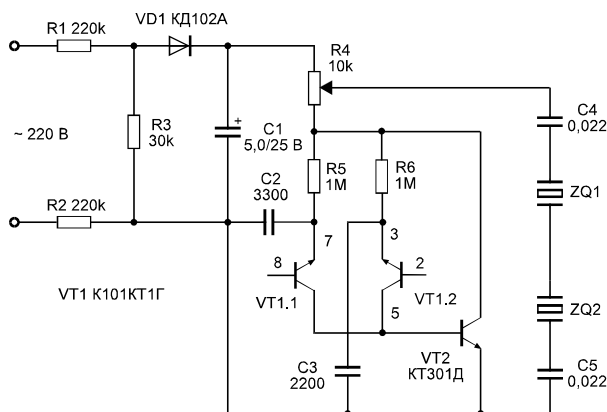 R1 220k
VD1 КД102А
R4
10k
R3
30k
~ 220 В
+
C1
5,0/25 В
C4
0,022
R5
1M
R6
1M
C2
3300
ZQ1
R2 220k
7
3
8
2
VT1 К101КТ1Г
VT1.1
VT1.2
5
ZQ2
C3
2200
VT2
КТ301Д
C5
0,022